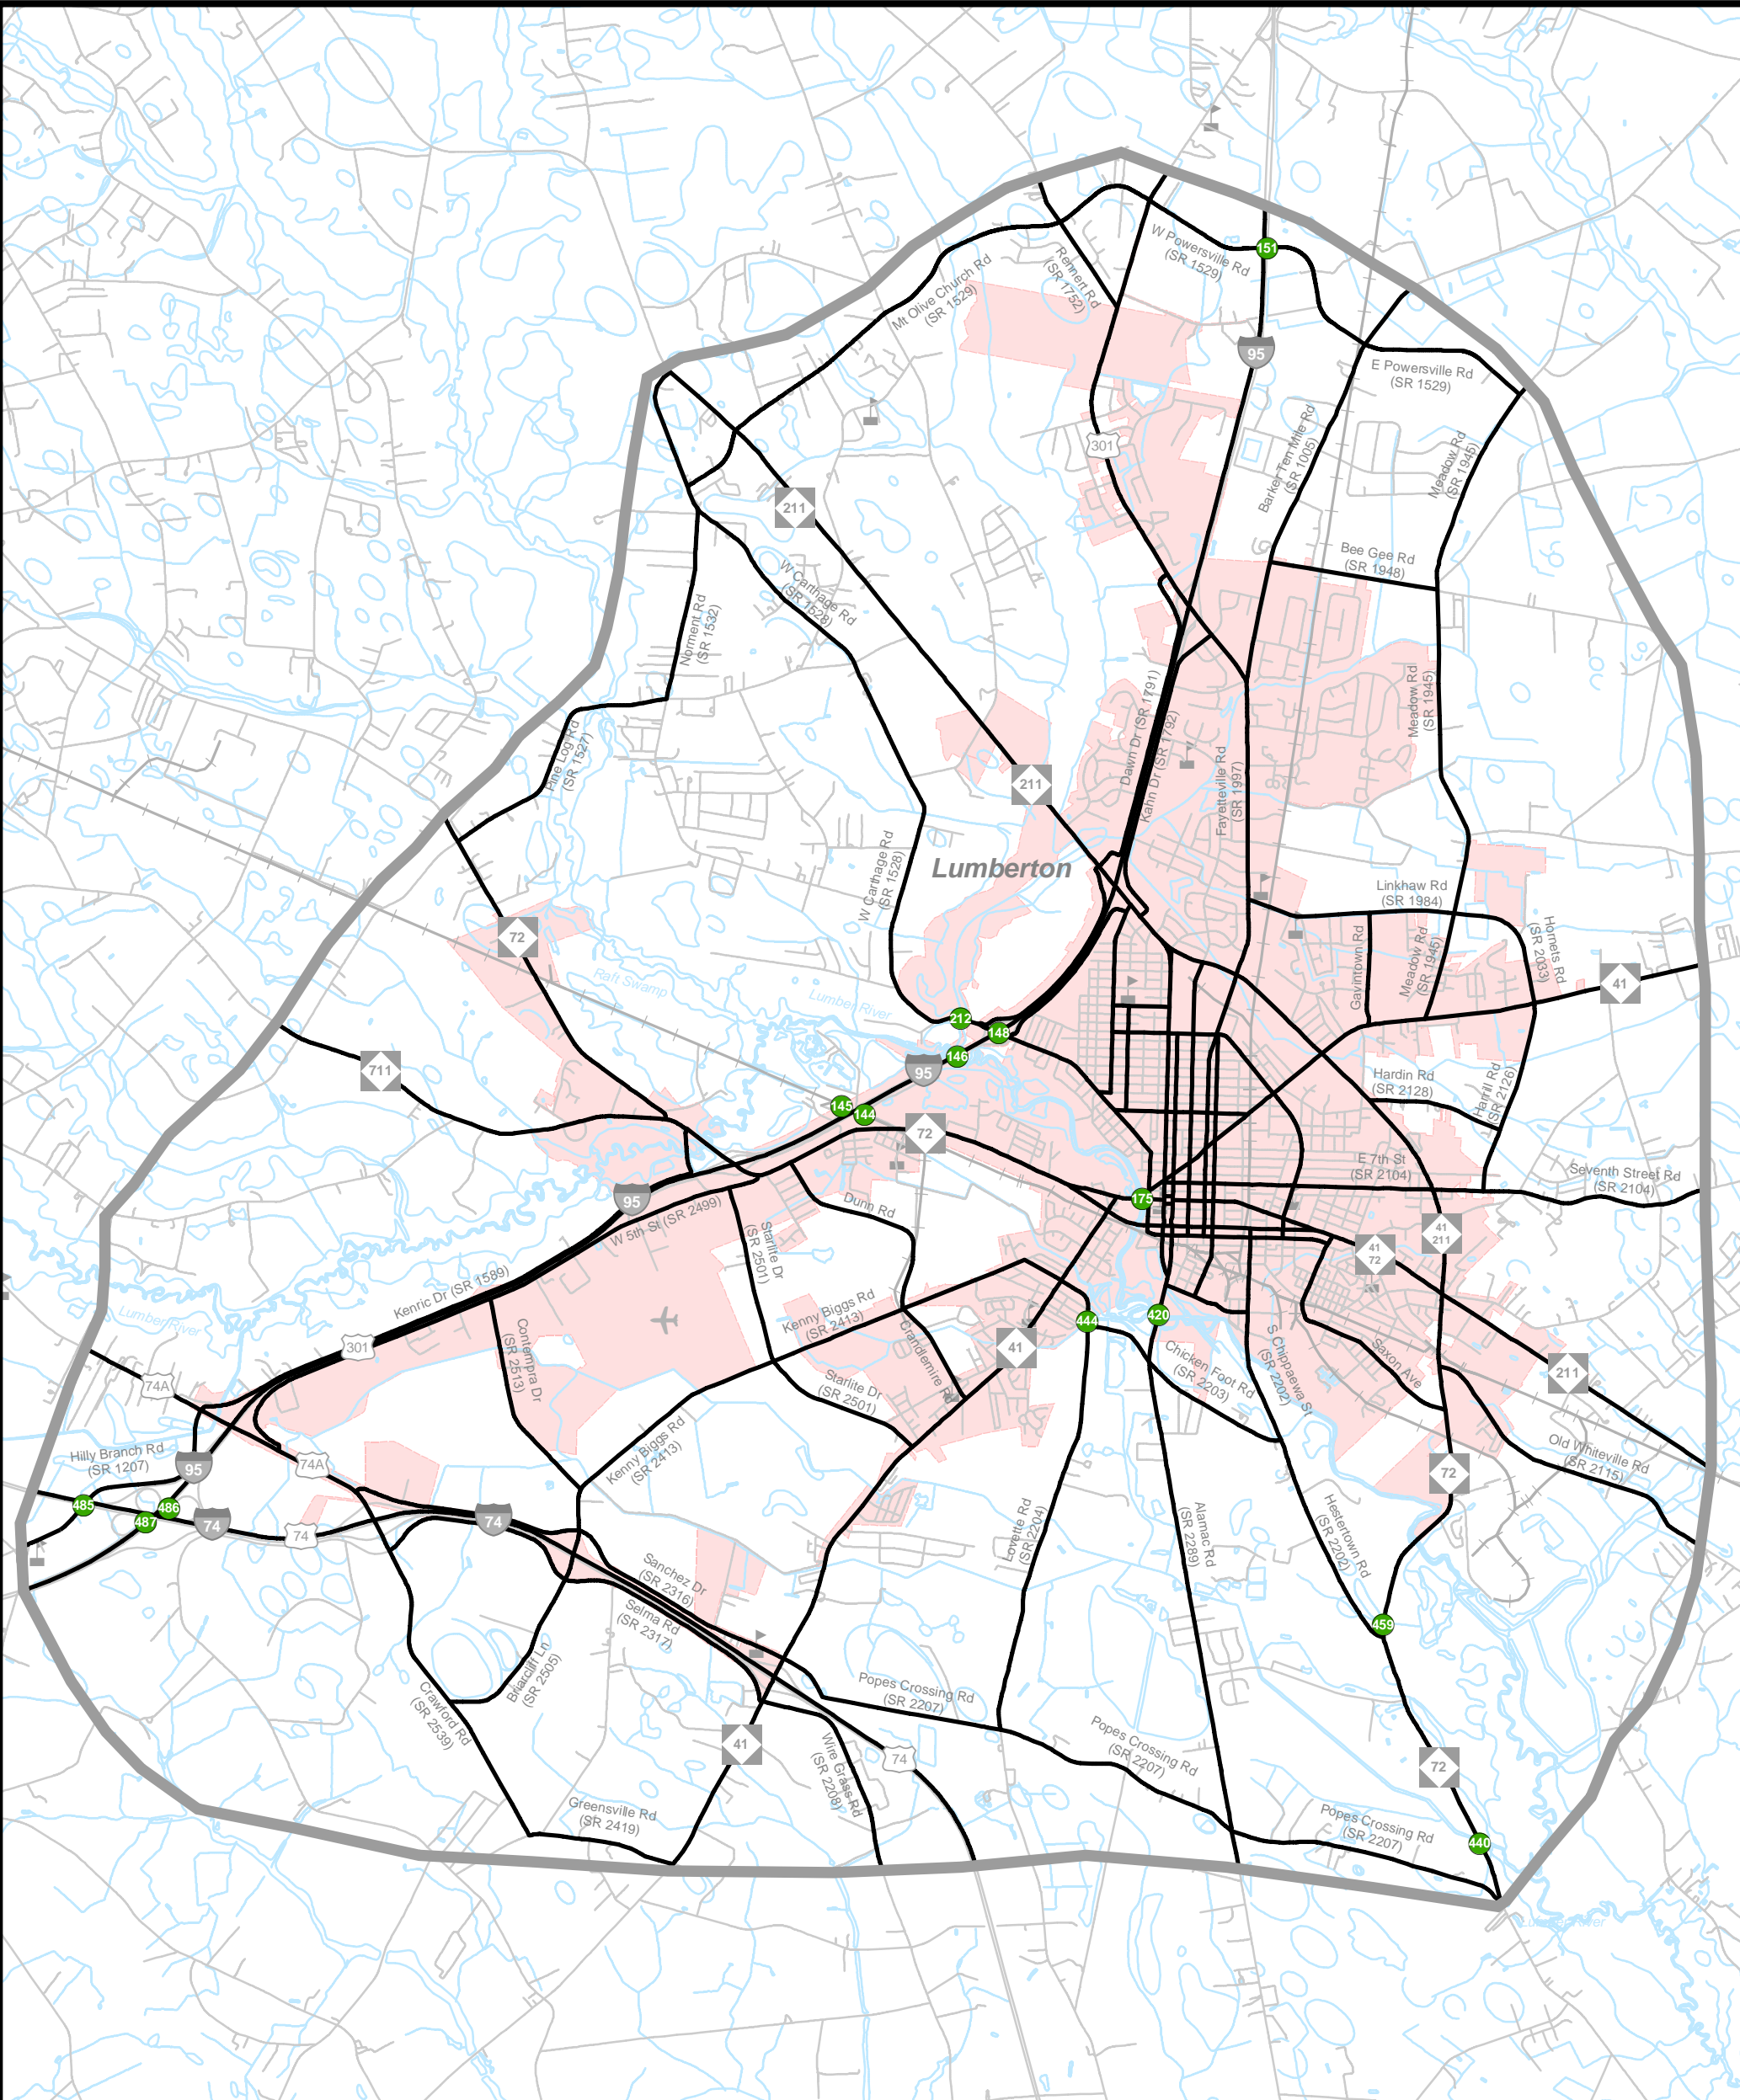 151
W Powersville Rd
(SR 1529)
Rennert Rd
(SR 1752)
Mt Olive Church Rd
(SR 1529)
95
E Powersville Rd
(SR 1529)
301
Barker Ten Mile Rd
(SR 1005)
Meadow Rd
(SR 1945)
211
Bee Gee Rd
(SR 1948)
W Carthage Rd
(SR 1528)
Norment Rd
(SR 1532)
Meadow Rd
(SR 1945)
Dawn Dr (SR 1791)
Kahn Dr (SR 1792)
Pine Log Rd
(SR 1527)
Fayetteville Rd
(SR 1997)
211
Lumberton
W Carthage Rd
(SR 1528)
Linkhaw Rd
(SR 1984)
72
Gavintown Rd
Meadow Rd
(SR 1945)
Hornets Rd
(SR 2033)
41
Raft Swamp
Lumber River
212
148
146
95
711
Hardin Rd
(SR 2128)
Harrill Rd
(SR 2126)
145
144
72
E 7th St
(SR 2104)
Seventh Street Rd
(SR 2104)
175
95
W 5th St (SR 2499)
Dunn Rd
Starlite Dr
(SR 2501)
41
211
41
72
Kenric Dr (SR 1589)
Lumber River
Kenny Biggs Rd
(SR 2413)
444
420
301
Contempra Dr
(SR 2513)
Crandlemire Rd
41
Chicken Foot Rd
(SR 2203)
S Chippaewa St
(SR 2202)
Saxon Ave
211
74A
Starlite Dr
(SR 2501)
Hilly Branch Rd
(SR 1207)
95
74A
Kenny Biggs Rd
(SR 2413)
Old Whiteville Rd
(SR 2115)
72
485
486
487
74
74
74
Lovette Rd
(SR 2204)
Alamac Rd
(SR 2289)
Hestertown Rd
(SR 2202)
Sanchez Dr
(SR 2316)
Selma Rd
(SR 2317)
459
Briarcliff Ln
(SR 2505)
Crawford Rd
(SR 2539)
Popes Crossing Rd
(SR 2207)
41
Wire Grass Rd
(SR 2208)
74
Popes Crossing Rd
(SR 2207)
72
Greensville Rd
(SR 2419)
Popes Crossing Rd
(SR 2207)
440
Lumber River